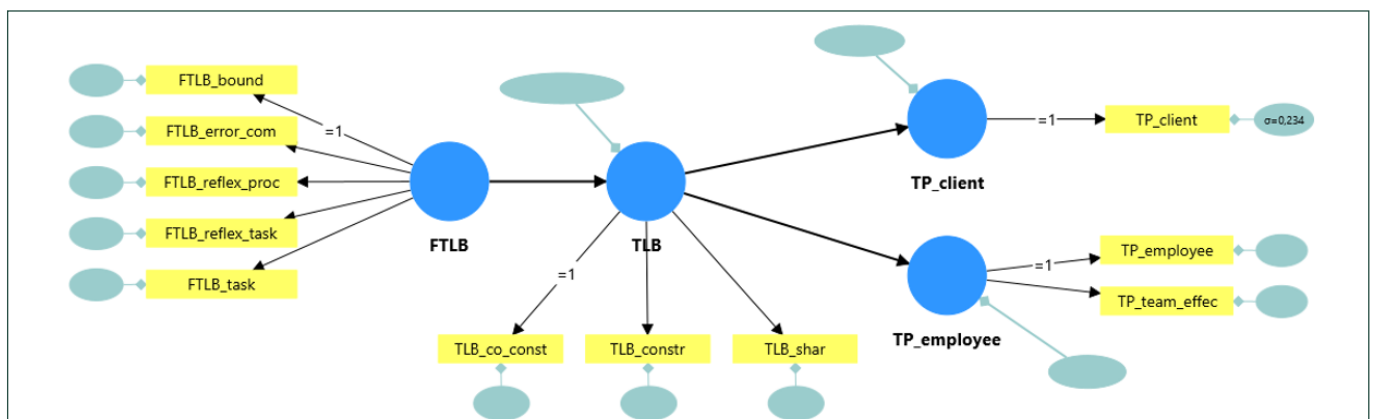 FTLB_bound
FTLB_error_com
FTLB_reflex_proc
FTLB_reflex_task
FTLB_task
=1
FTLB
TLB
=1
TLB_co_const
TLB_constr
TLB_shar
TP_client
=1
TP_client
σ=0,234
TP_employee
=1
TP_employee
TP_team_effec